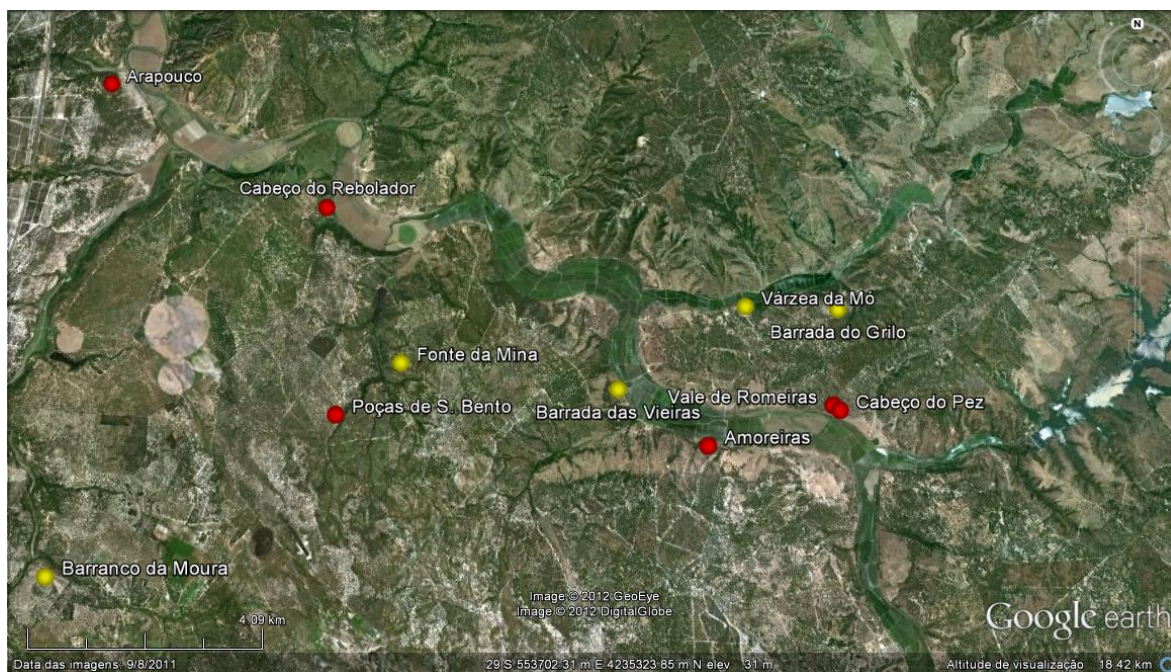 N
Arapouco
Cabeço do Rebolador
Várzea da Mó
Barrada do Grilo
Fonte da Mina
Vale de Romeiras
Cabeço do Pez
Poças de S. Bento
Barrada das Vieiras
Amoreiras
Barranco da Moura
Image © 2012 GeoEye
Image © 2012 DigitalGlobe
Google earth
4.09 km
Data das imagens: 9/8/2011
29 S 553702.31 m E 4235323.85 m N elev 31 m
Altitude de visualização 18.42 km